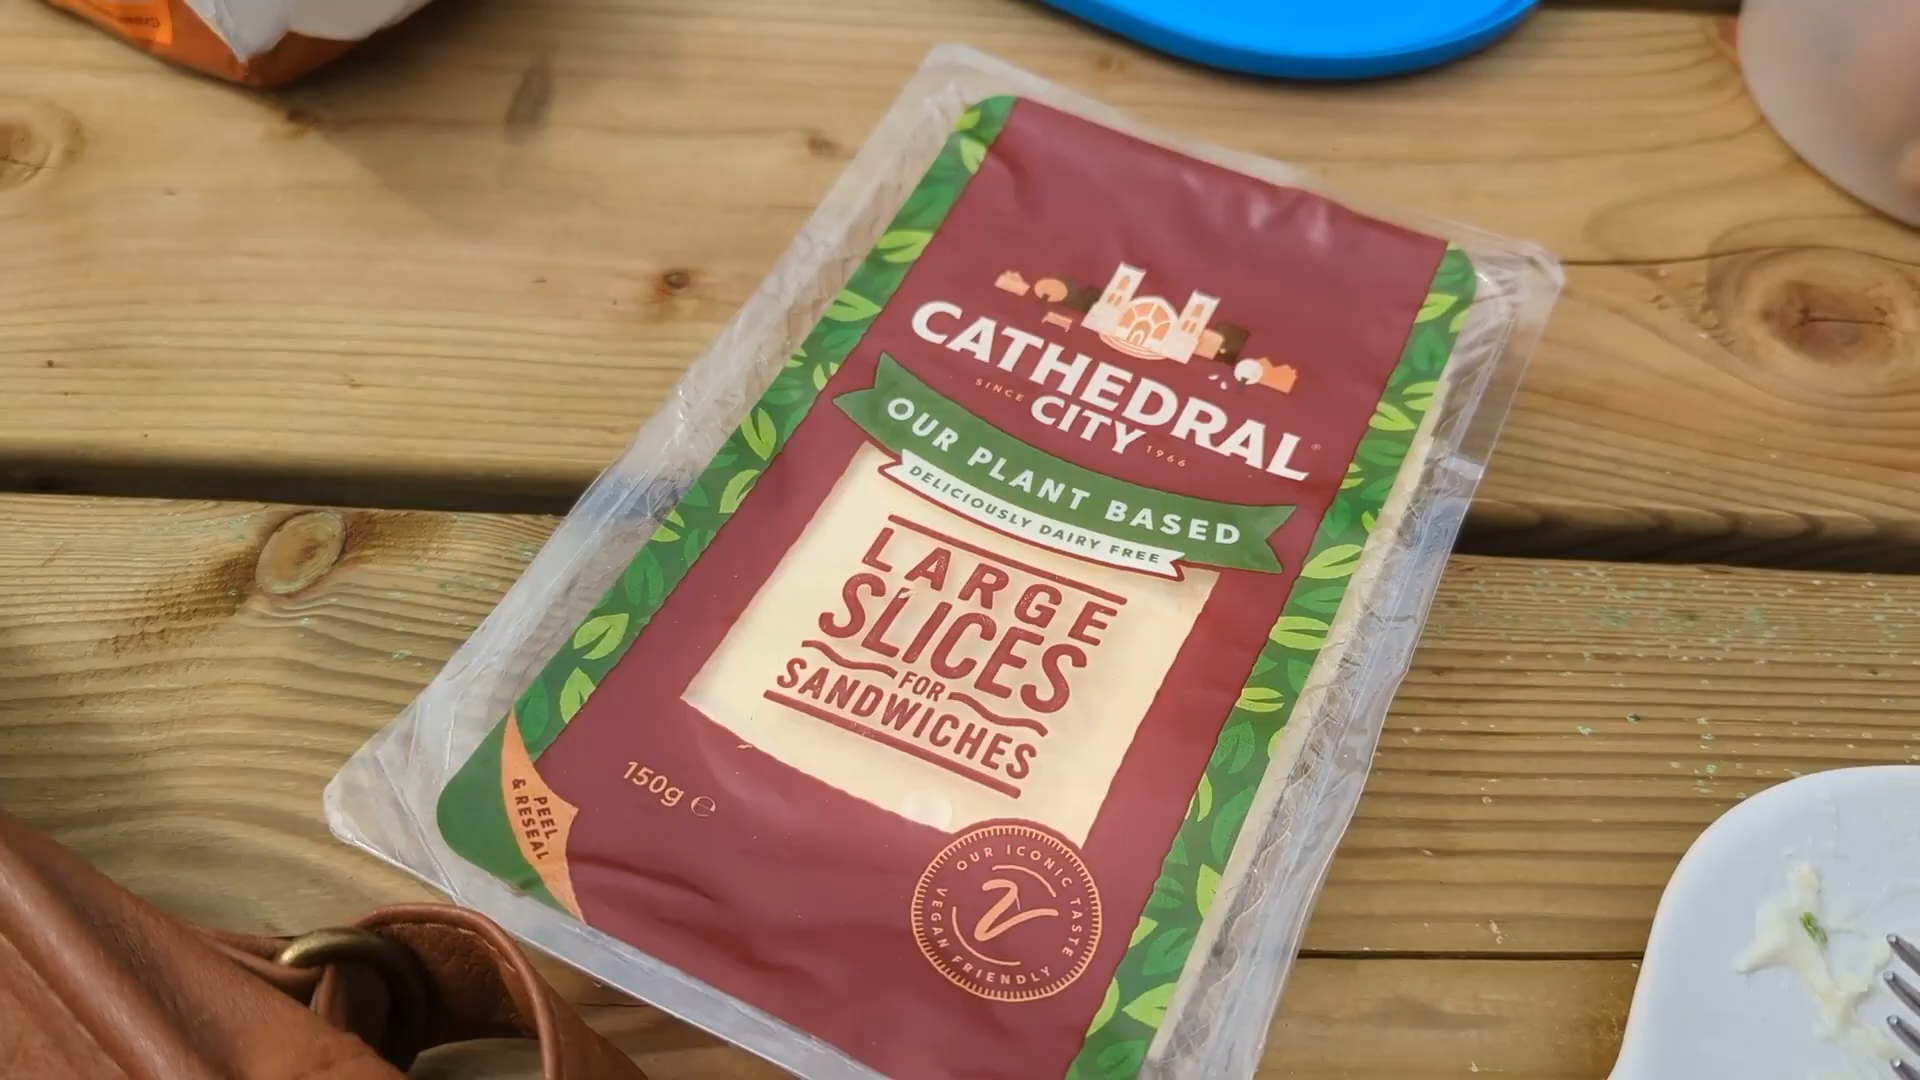 CATHEDRAL
SINCE CITY 1966
OUR PLANT BASED
DELICIOUSLY DAIRY FREE
LARGE
SLICES
FOR
SANDWICHES
150g ℮
PEEL
& RESEAL
OUR ICONIC TASTE
VEGAN FRIENDLY